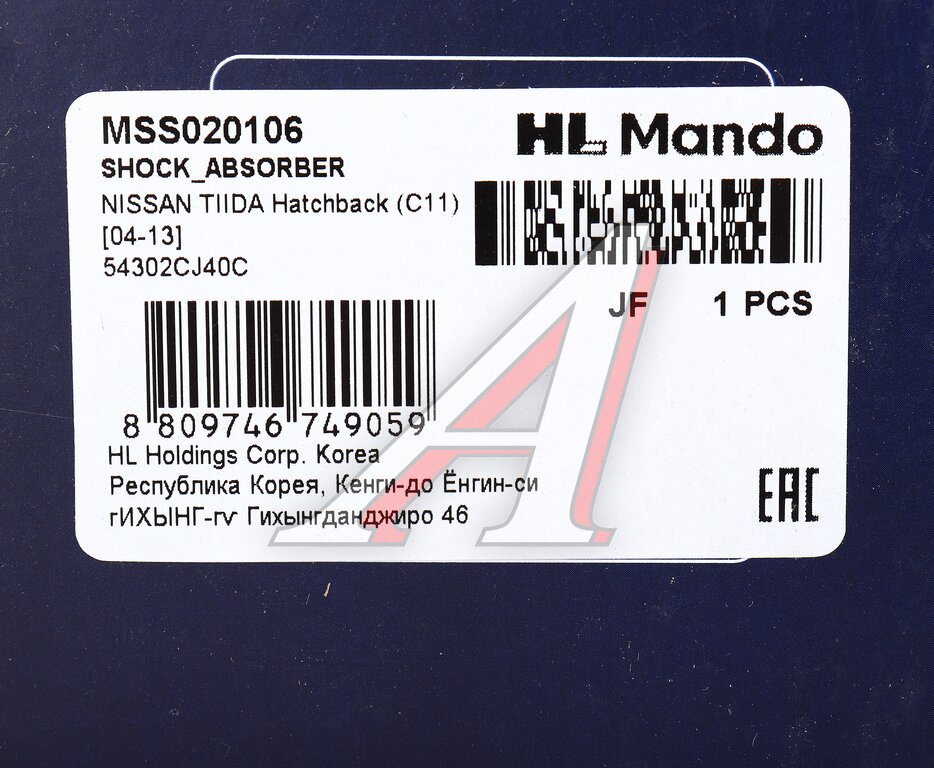 MSS020106
HL Mando
SHOCK_ABSORBER
NISSAN TIIDA Hatchback (C11)
[04-13]
54302CJ40C
JF 1 PCS
8 809746 749059
HL Holdings Corp. Korea
Республика Корея, Кенги-до Ёнгин-си
гИХЫНГ-гv Гихынгданджиро 46
EAC